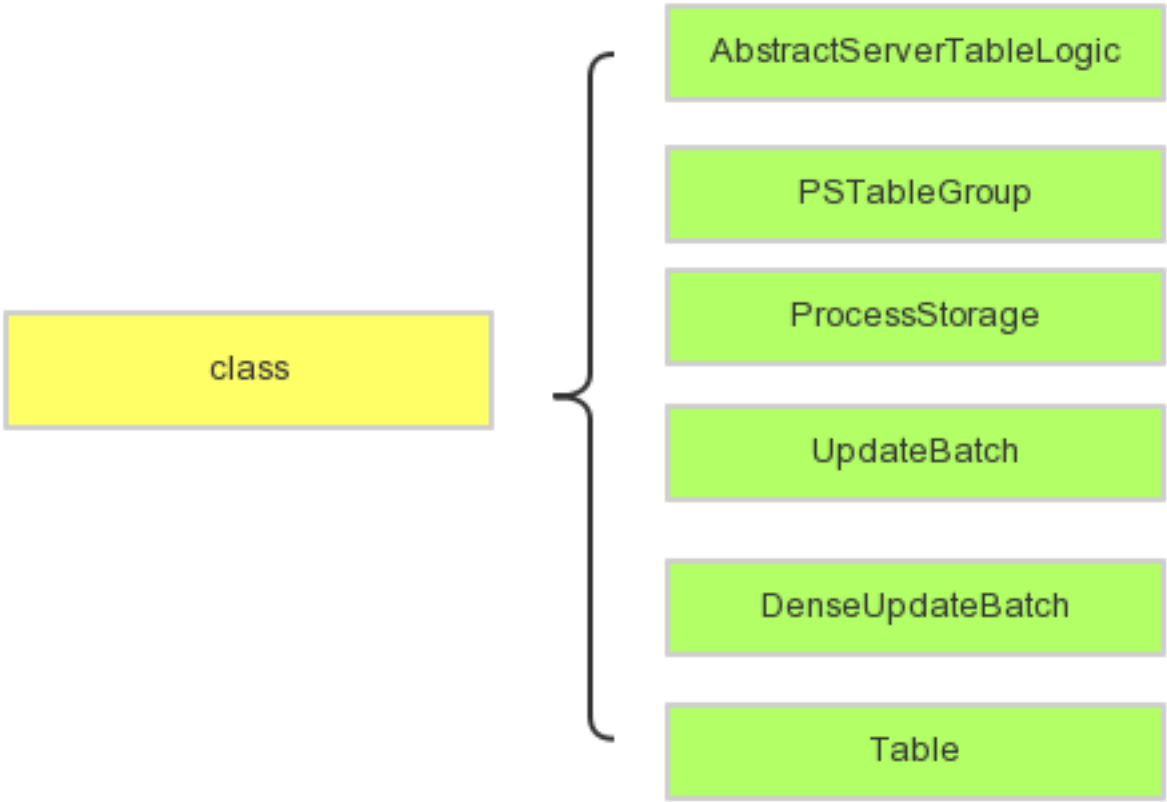 AbstractServerTableLogic
PSTableGroup
ProcessStorage
class
UpdateBatch
DenseUpdateBatch
Table